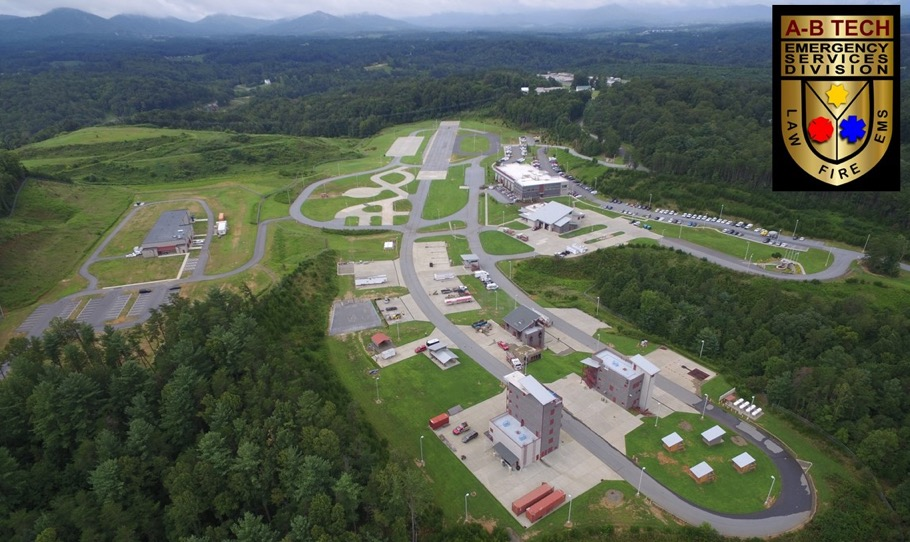 A-B TECH
EMERGENCY
SERVICES
DIVISION
LAW
FIRE
EMS